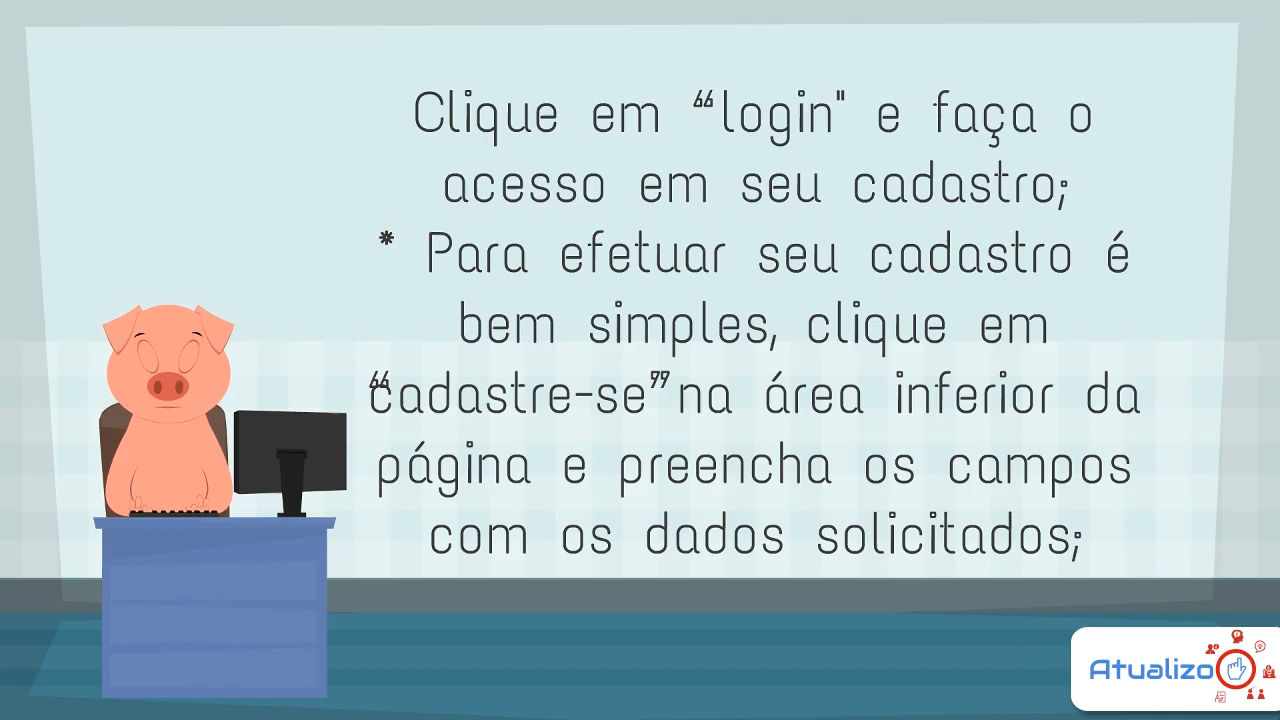 Clique em “login" e faça o
acesso em seu cadastro;
* Para efetuar seu cadastro é
bem simples, clique em
“cadastre-se” na área inferior da
página e preencha os campos
com os dados solicitados;
Atualizo